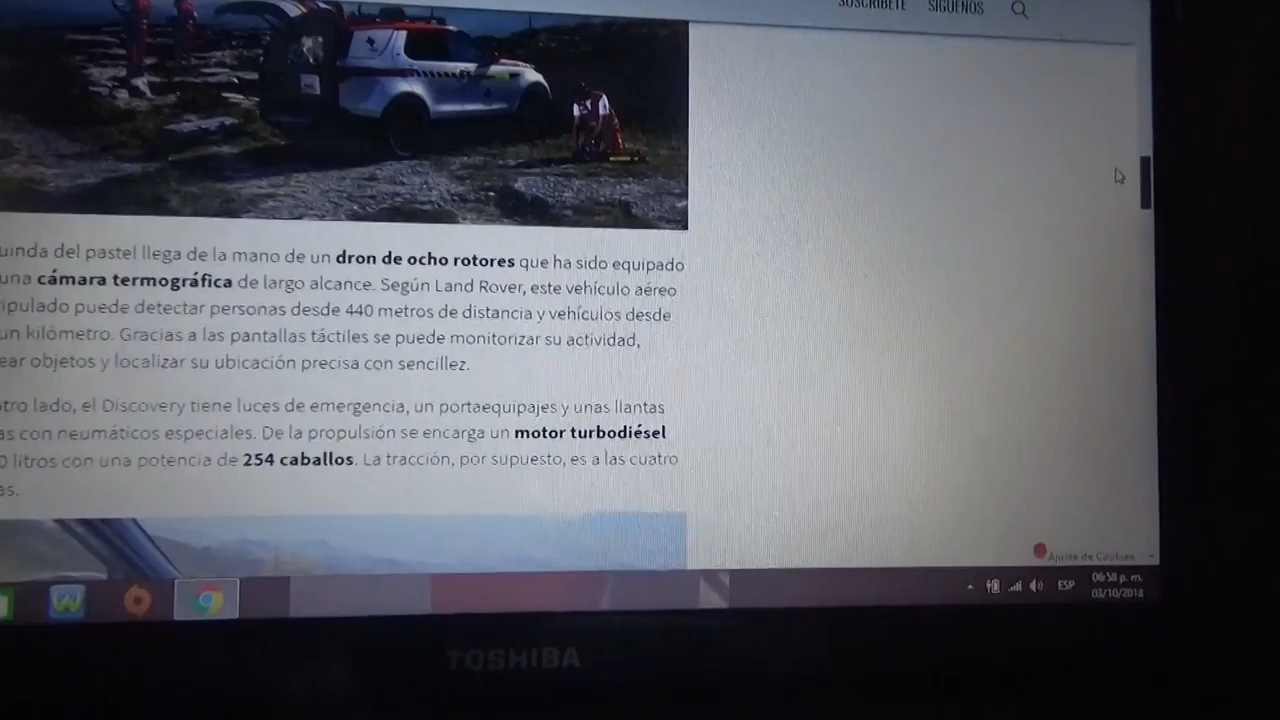 SUSCRÍBETE SÍGUENOS
uinda del pastel llega de la mano de un dron de ocho rotores que ha sido equipado
una cámara termográfica de largo alcance. Según Land Rover, este vehículo aéreo
ipulado puede detectar personas desde 440 metros de distancia y vehículos desde
un kilómetro. Gracias a las pantallas táctiles se puede monitorizar su actividad,
ear objetos y localizar su ubicación precisa con sencillez.
otro lado, el Discovery tiene luces de emergencia, un portaequipajes y unas llantas
as con neumáticos especiales. De la propulsión se encarga un motor turbodiésel
0 litros con una potencia de 254 caballos. La tracción, por supuesto, es a las cuatro
as.
Ajuste de Cookies
ESP
06:58 p. m.
03/10/2018
TOSHIBA